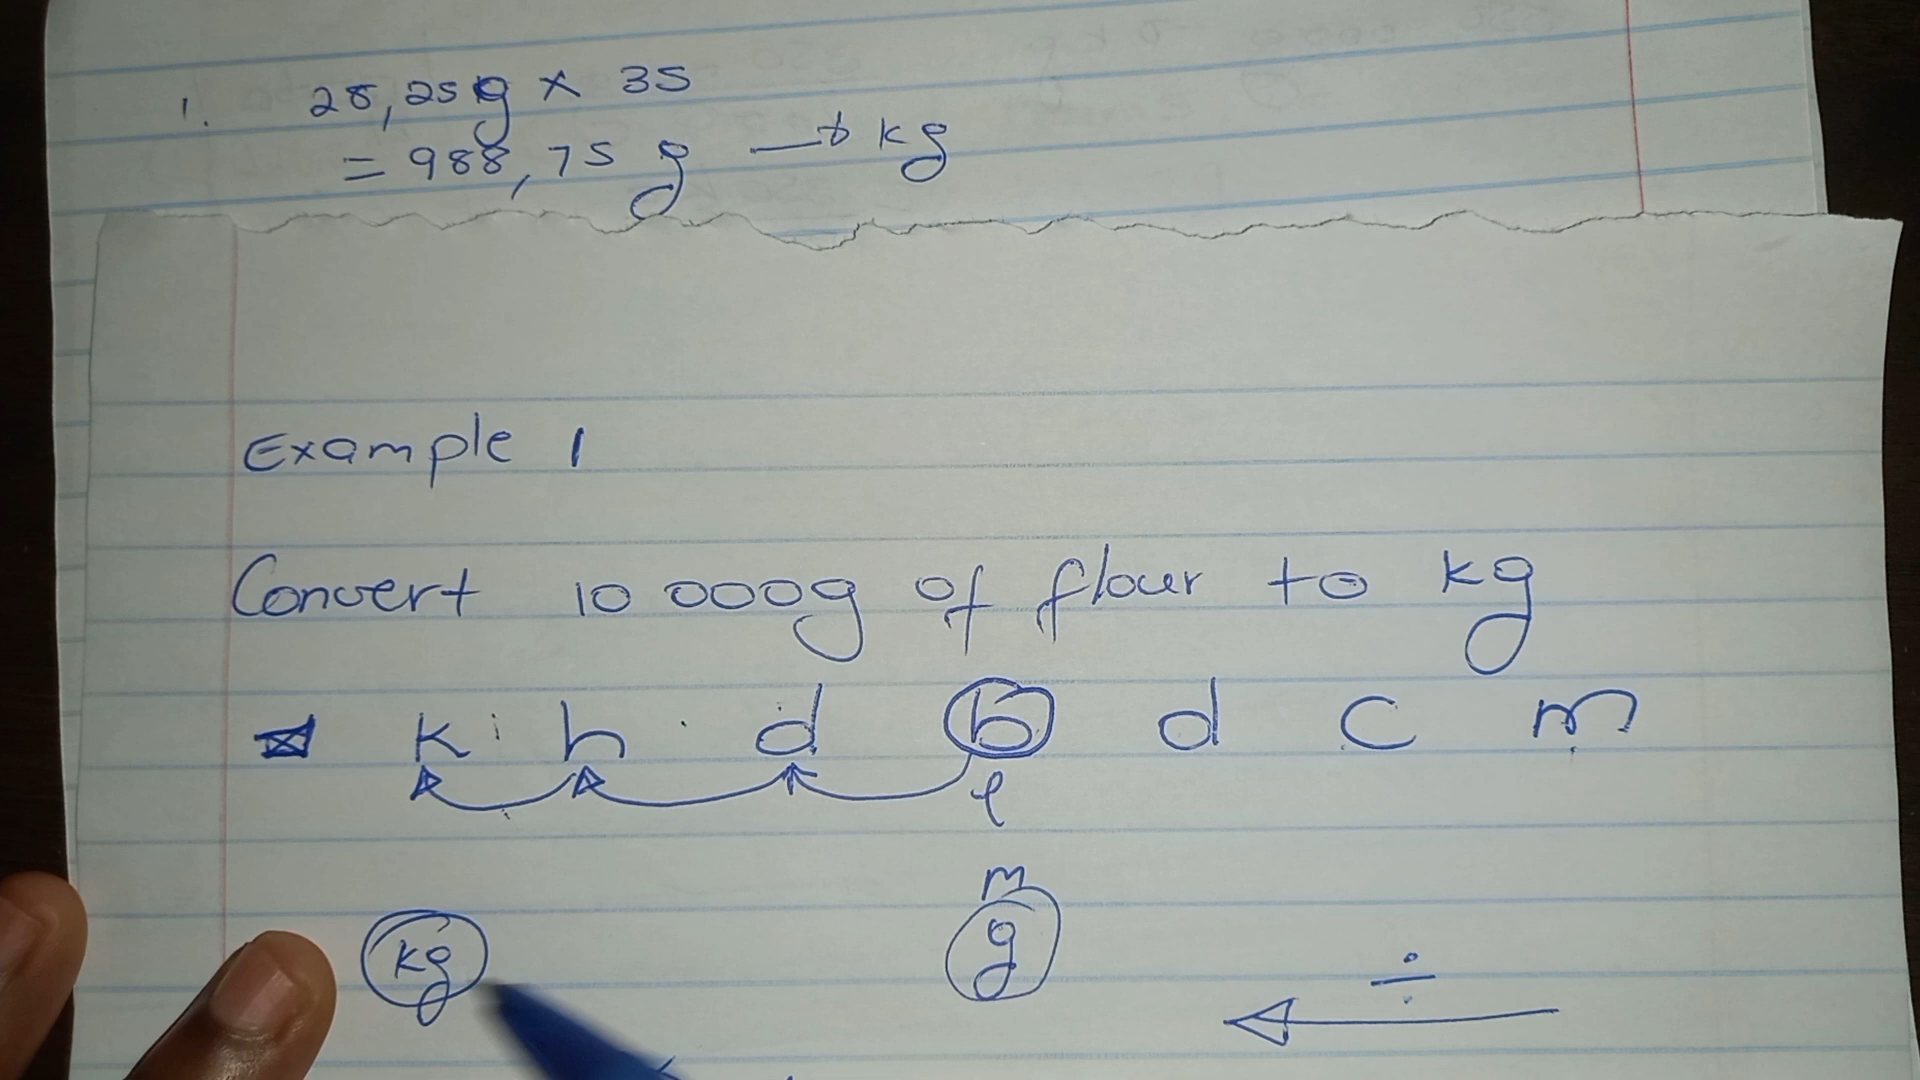 1. 28,25g × 35
= 988,75 g → kg
Example 1
Convert 10 000g of flour to kg
k h d b d c m
l
m
kg g ÷